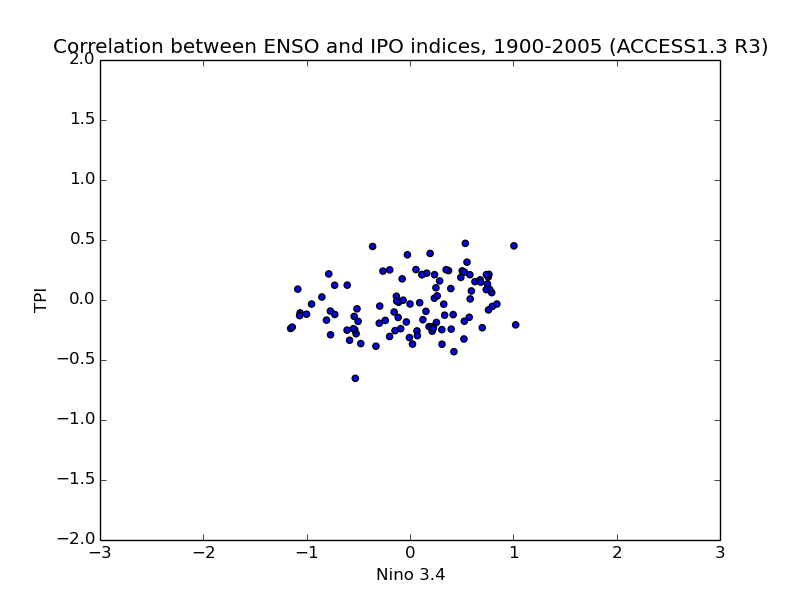 Correlation between ENSO and IPO indices, 1900-2005 (ACCESS1.3 R3)
2.0
1.5
1.0
0.5
0.0
−0.5
−1.0
−1.5
−2.0
TPI
−3 −2 −1 0 1 2 3
Nino 3.4